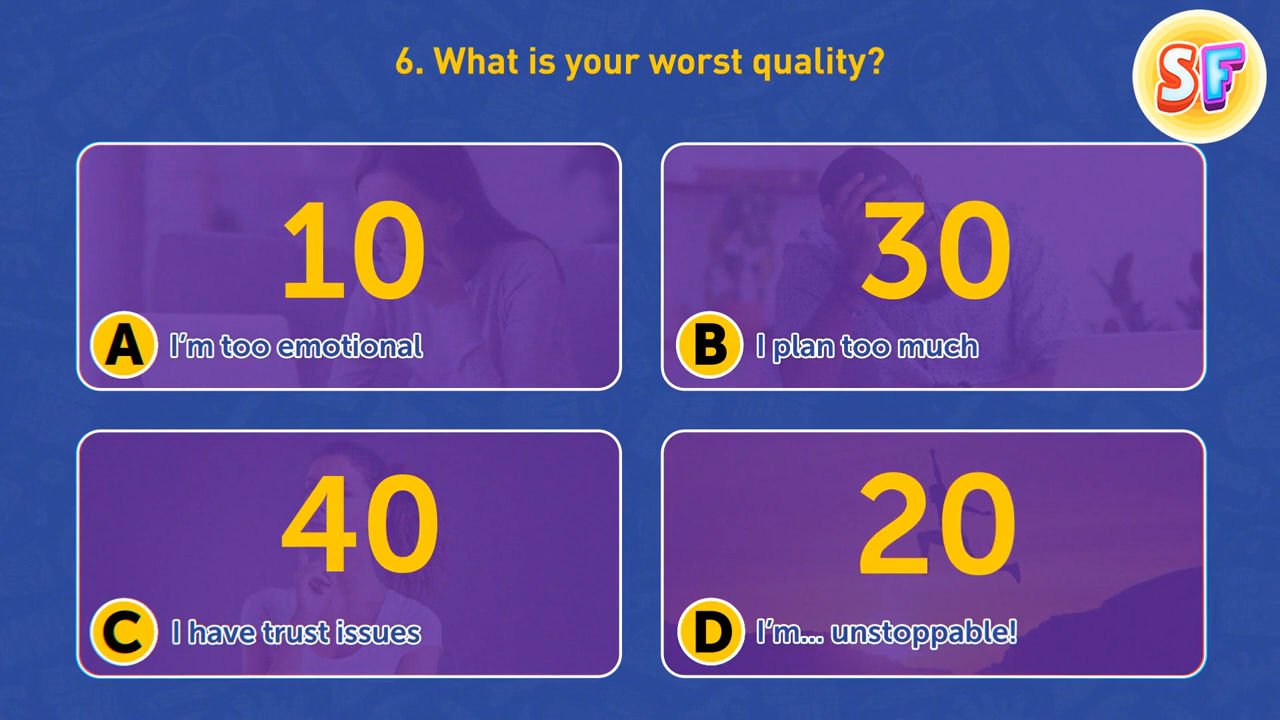 6. What is your worst quality?
SF
10
A I'm too emotional
30
B I plan too much
40
C I have trust issues
20
D I'm... unstoppable!